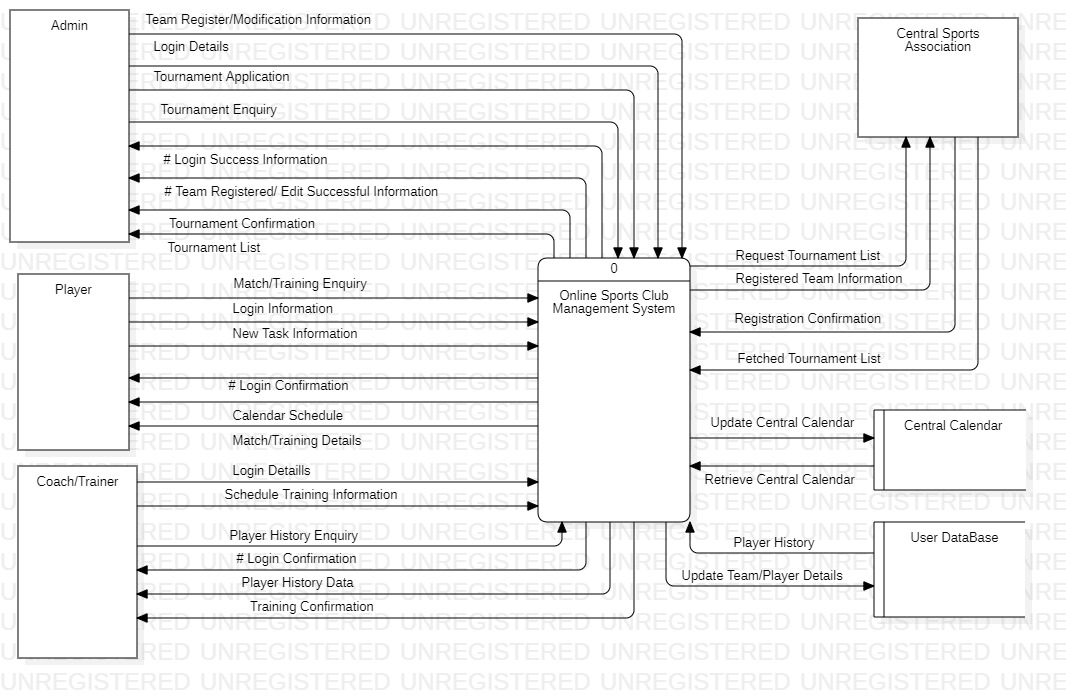 Admin
Team Register/Modification Information
Login Details
Tournament Application
Tournament Enquiry
# Login Success Information
# Team Registered/ Edit Successful Information
Tournament Confirmation
Tournament List
Central Sports
Association
0
Online Sports Club
Management System
Request Tournament List
Registered Team Information
Registration Confirmation
Fetched Tournament List
Player
Match/Training Enquiry
Login Information
New Task Information
# Login Confirmation
Calendar Schedule
Match/Training Details
Update Central Calendar
Retrieve Central Calendar
Central Calendar
Coach/Trainer
Login Detaills
Schedule Training Information
Player History Enquiry
# Login Confirmation
Player History Data
Training Confirmation
Player History
Update Team/Player Details
User DataBase
UNREGISTERED